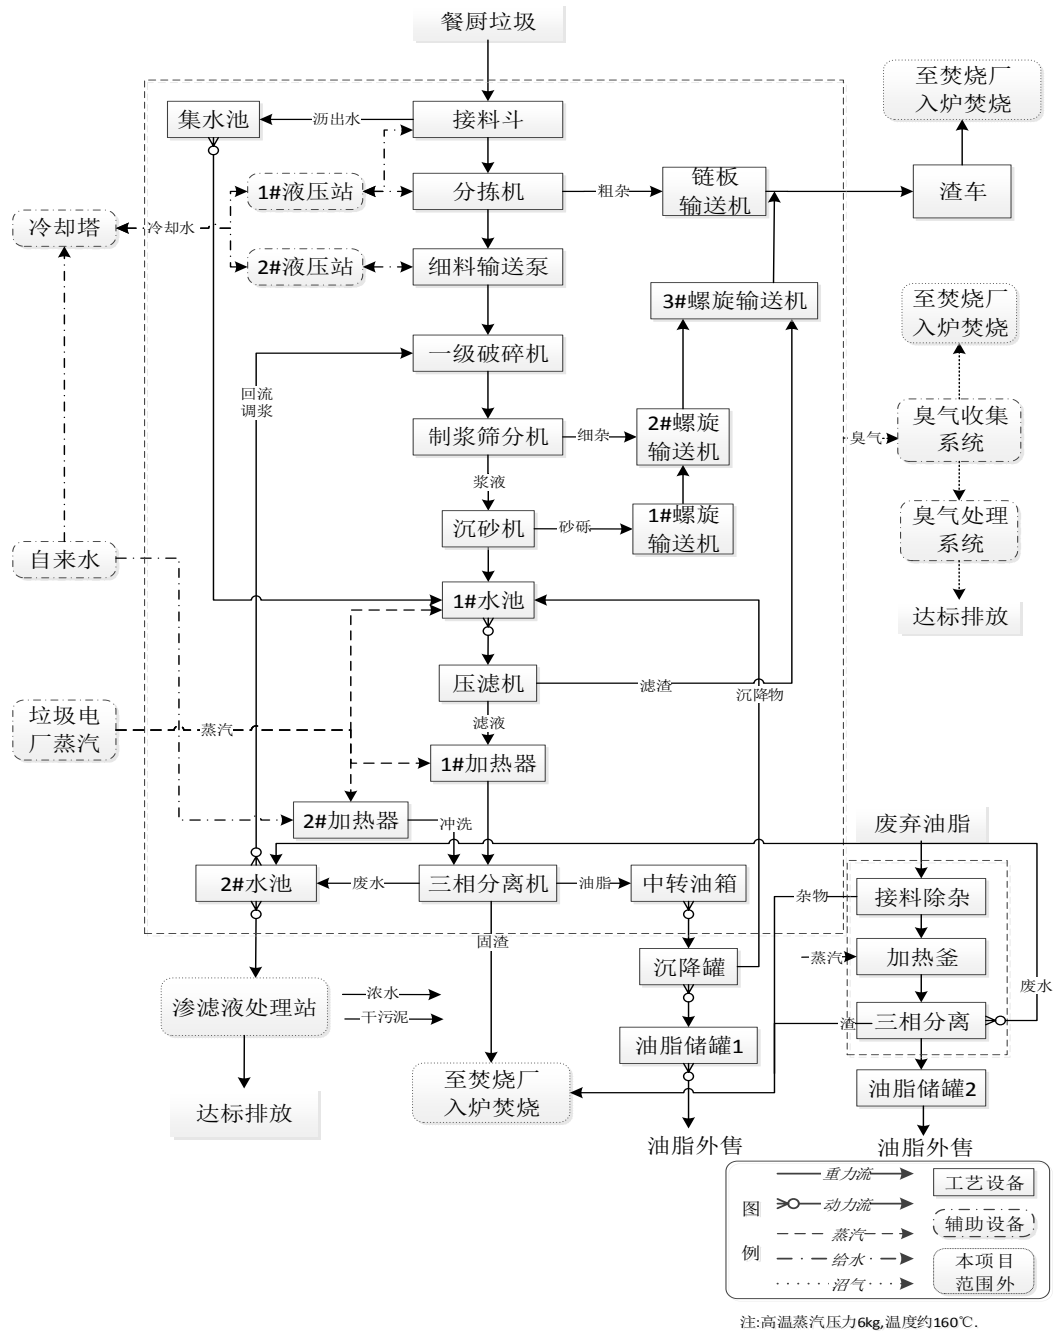 餐厨垃圾
至焚烧厂
入炉焚烧
集水池
沥出水
接料斗
1#液压站
分拣机
粗杂
链板
输送机
渣车
冷却塔
冷却水
2#液压站
细料输送泵
3#螺旋输送机
至焚烧厂
入炉焚烧
一级破碎机
回流
调浆
制浆筛分机
细杂
2#螺旋
输送机
臭气
臭气收集
系统
浆液
沉砂机
砂砾
1#螺旋
输送机
臭气处理
系统
自来水
1#水池
达标排放
压滤机
滤渣
沉降物
垃圾电
厂蒸汽
蒸汽
滤液
1#加热器
2#加热器
冲洗
废弃油脂
2#水池
废水
三相分离机
油脂
中转油箱
杂物
接料除杂
固渣
沉降罐
蒸汽
加热釜
废水
渗滤液处理站
浓水
干污泥
渣
三相分离
油脂储罐1
至焚烧厂
入炉焚烧
油脂储罐2
达标排放
油脂外售
油脂外售
图
例
重力流
动力流
蒸汽
给水
沼气
工艺设备
辅助设备
本项目
范围外
注:高温蒸汽压力6kg,温度约160℃.